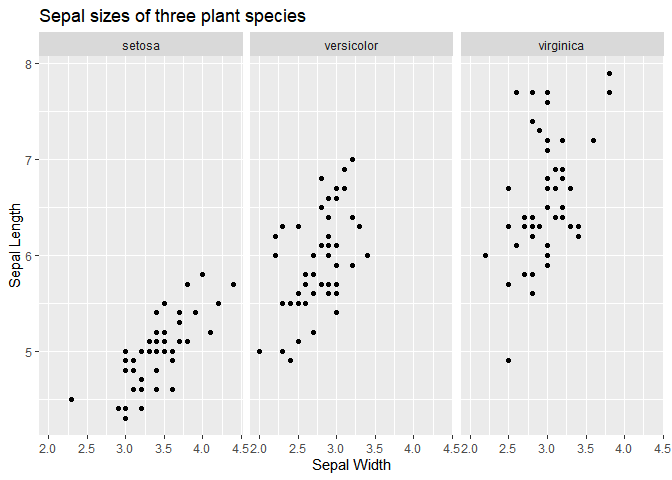 Sepal sizes of three plant species
setosa versicolor virginica
8
7
6
5
Sepal Length
2.0 2.5 3.0 3.5 4.0 4.5 2.0 2.5 3.0 3.5 4.0 4.5 2.0 2.5 3.0 3.5 4.0 4.5
Sepal Width